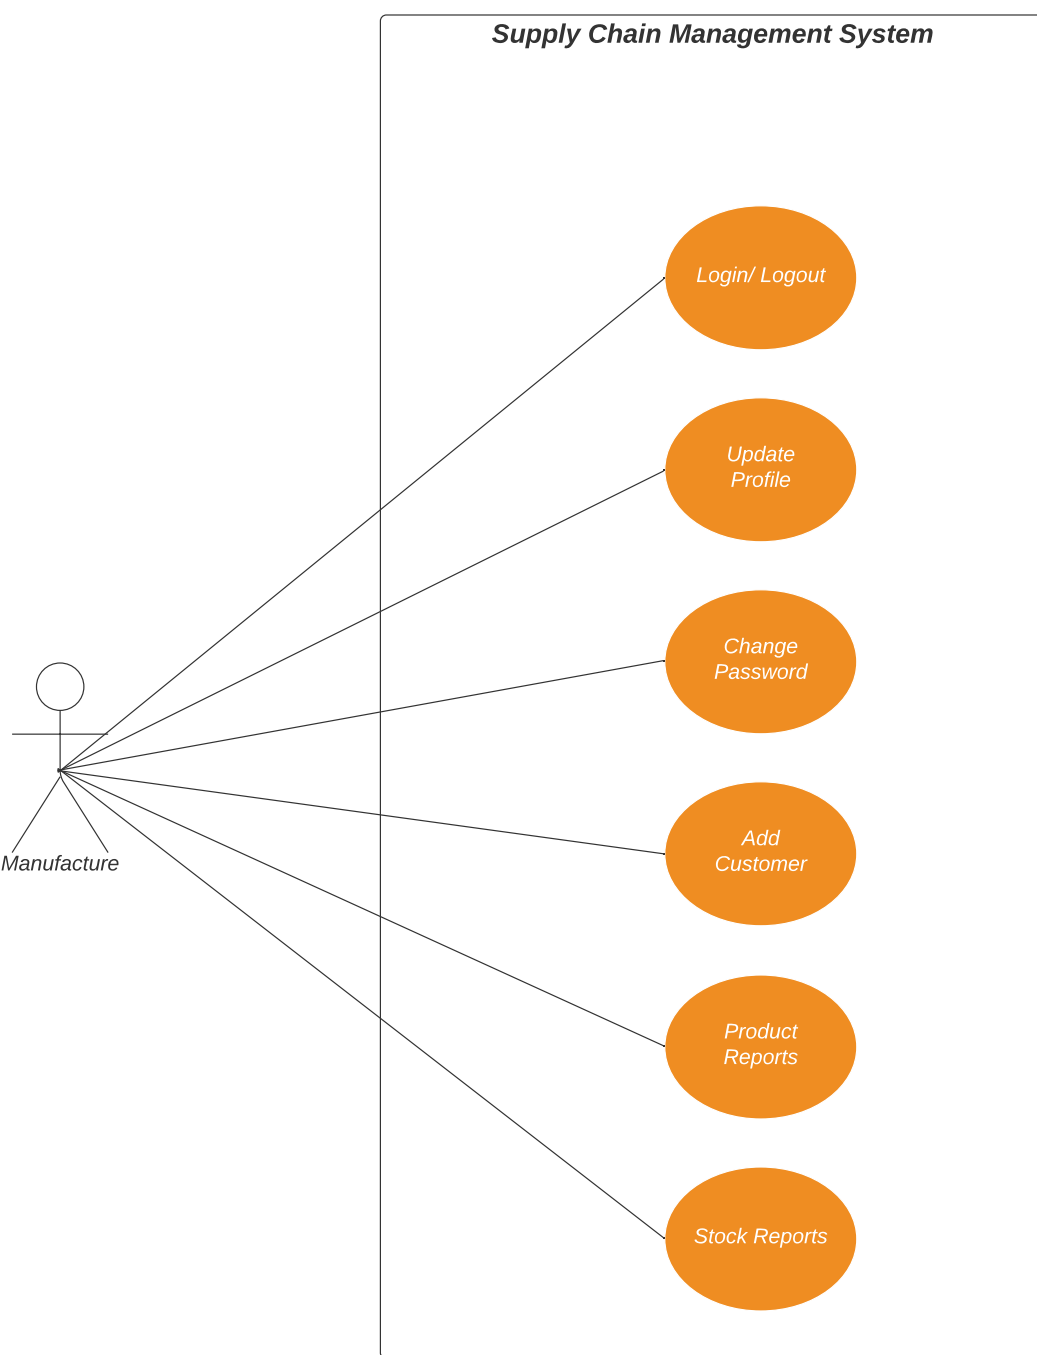 Supply Chain Management System
Login/ Logout
Update
Profile
Change
Password
Add
Customer
Manufacture
Product
Reports
Stock Reports